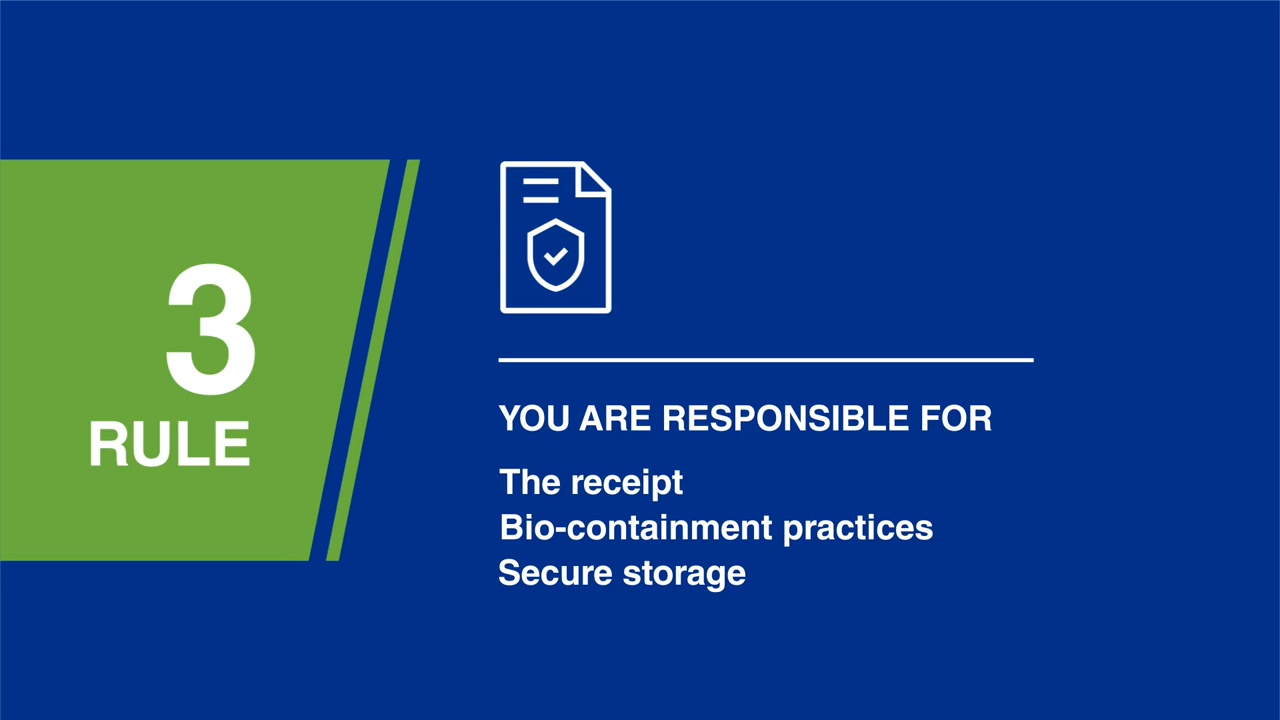 3
RULE
YOU ARE RESPONSIBLE FOR
The receipt
Bio-containment practices
Secure storage